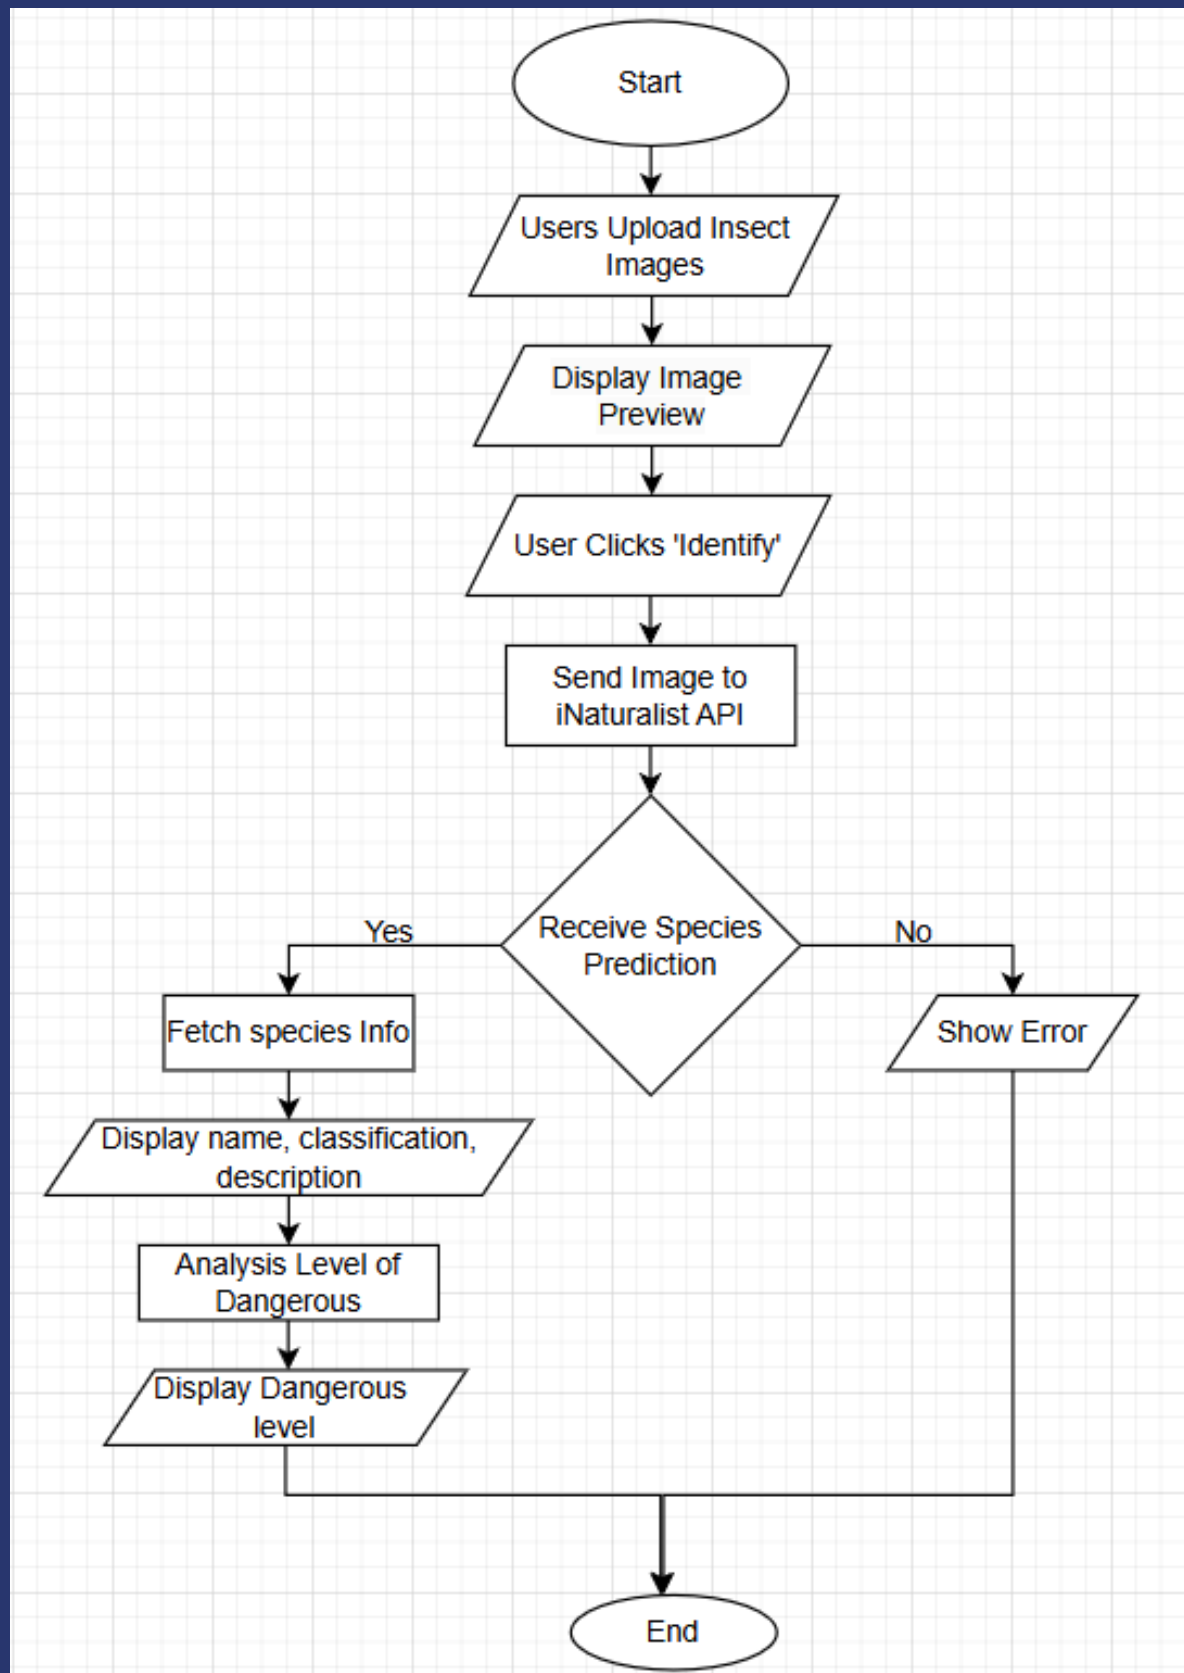 Start
Users Upload Insect
Images
Display Image
Preview
User Clicks 'Identify'
Send Image to
iNaturalist API
Receive Species
Prediction
Yes
No
Fetch species Info
Show Error
Display name, classification,
description
Analysis Level of
Dangerous
Display Dangerous
level
End